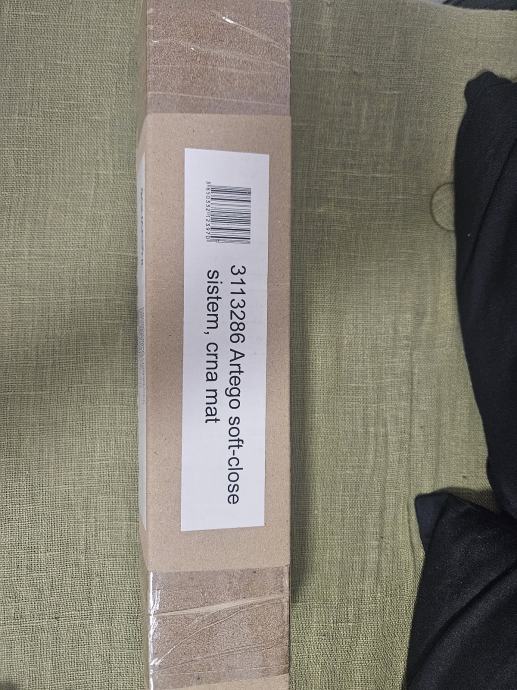 3113286 Artego soft-close
sistem, crna mat